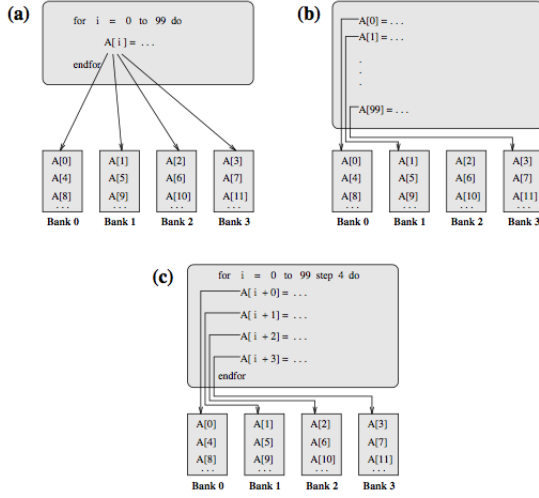 (a)
for i = 0 to 99 do
A[ i ] = . . .
endfor
A[0] A[1] A[2] A[3]
A[4] A[5] A[6] A[7]
A[8] A[9] A[10] A[11]
. . . . . . . . . . . .
Bank 0 Bank 1 Bank 2 Bank 3
(b)
A[0] = . . .
A[1] = . . .
.
.
.
A[99] = . . .
A[0] A[1] A[2] A[3]
A[4] A[5] A[6] A[7]
A[8] A[9] A[10] A[11]
. . . . . . . . . . . .
Bank 0 Bank 1 Bank 2 Bank 3
(c)
for i = 0 to 99 step 4 do
A[ i + 0] = . . .
A[ i + 1] = . . .
A[ i + 2] = . . .
A[ i + 3] = . . .
endfor
A[0] A[1] A[2] A[3]
A[4] A[5] A[6] A[7]
A[8] A[9] A[10] A[11]
. . . . . . . . . . . .
Bank 0 Bank 1 Bank 2 Bank 3